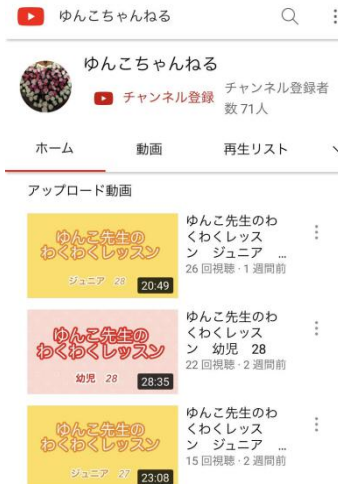 ゆんこちゃんねる
ゆんこちゃんねる
チャンネル登録
チャンネル登録者
数 71人
ホーム
動画
再生リスト
アップロード動画
ゆんこ先生の
わくわくレッスン
ジュニア 28
20:49
ゆんこ先生のわ
くわくレッス
ン ジュニア ...
26 回視聴・1 週間前
ゆんこ先生の
わくわくレッスン
幼児 28
28:35
ゆんこ先生のわ
くわくレッス
ン 幼児 28
22 回視聴・2 週間前
ゆんこ先生の
わくわくレッスン
ジュニア 27
23:08
ゆんこ先生のわ
くわくレッス
ン ジュニア ...
15 回視聴・2 週間前